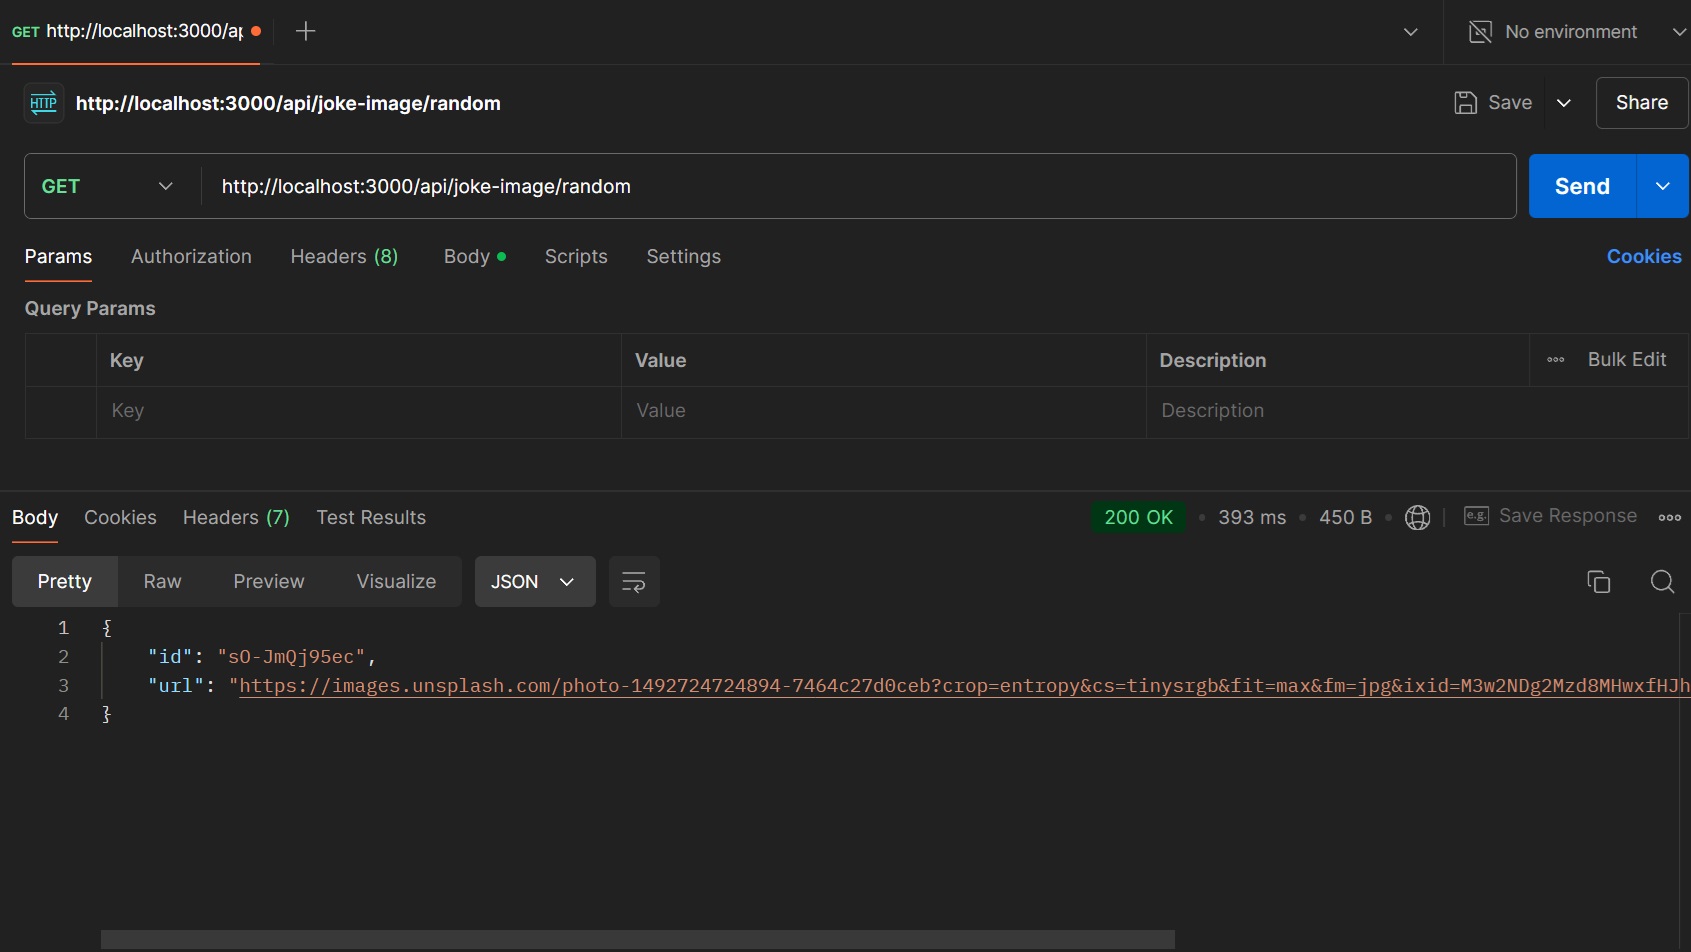 GET http://localhost:3000/ap
No environment
HTTP http://localhost:3000/api/joke-image/random
Save
Share
GET http://localhost:3000/api/joke-image/random
Send
Params Authorization Headers (8) Body Scripts Settings Cookies
Query Params
Key Value Description Bulk Edit
Key Value Description
Body Cookies Headers (7) Test Results 200 OK 393 ms 450 B e.g. Save Response
Pretty Raw Preview Visualize JSON
1 {
2 "id": "sO-JmQj95ec",
3 "url": "https://images.unsplash.com/photo-1492724724894-7464c27d0ceb?crop=entropy&cs=tinysrgb&fit=max&fm=jpg&ixid=M3w2NDg2Mzd8MHwxfHJh
4 }